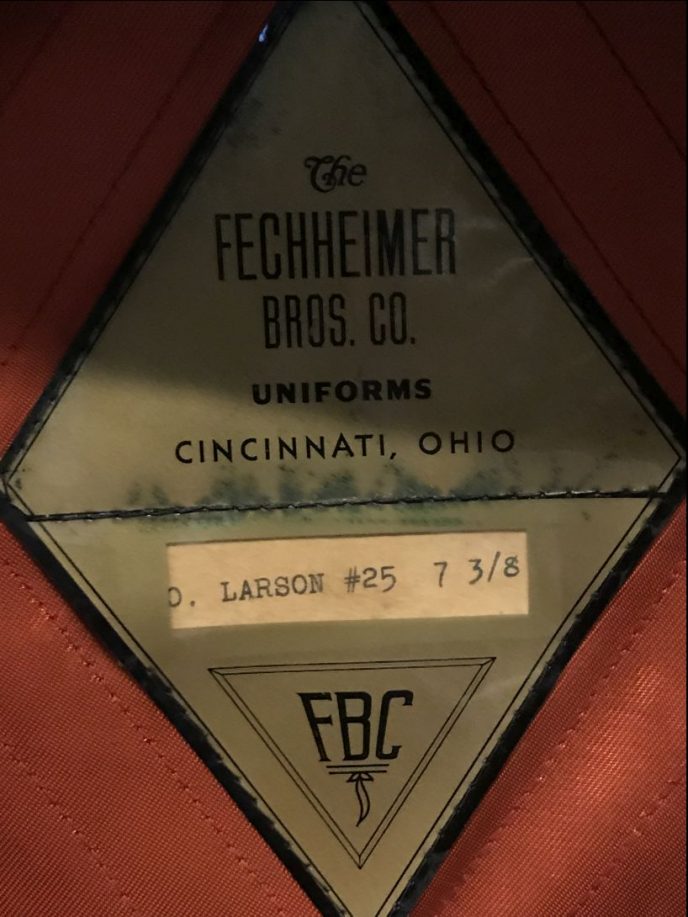 The
FECHHEIMER
BROS. CO.
UNIFORMS
CINCINNATI, OHIO
LARSON #25 7 3/8
FBC